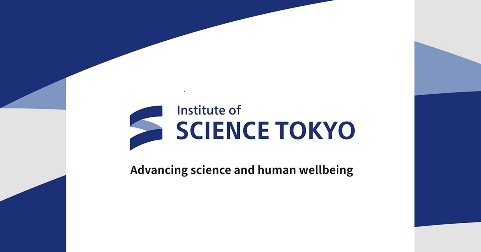 Institute of
SCIENCE TOKYO
Advancing science and human wellbeing